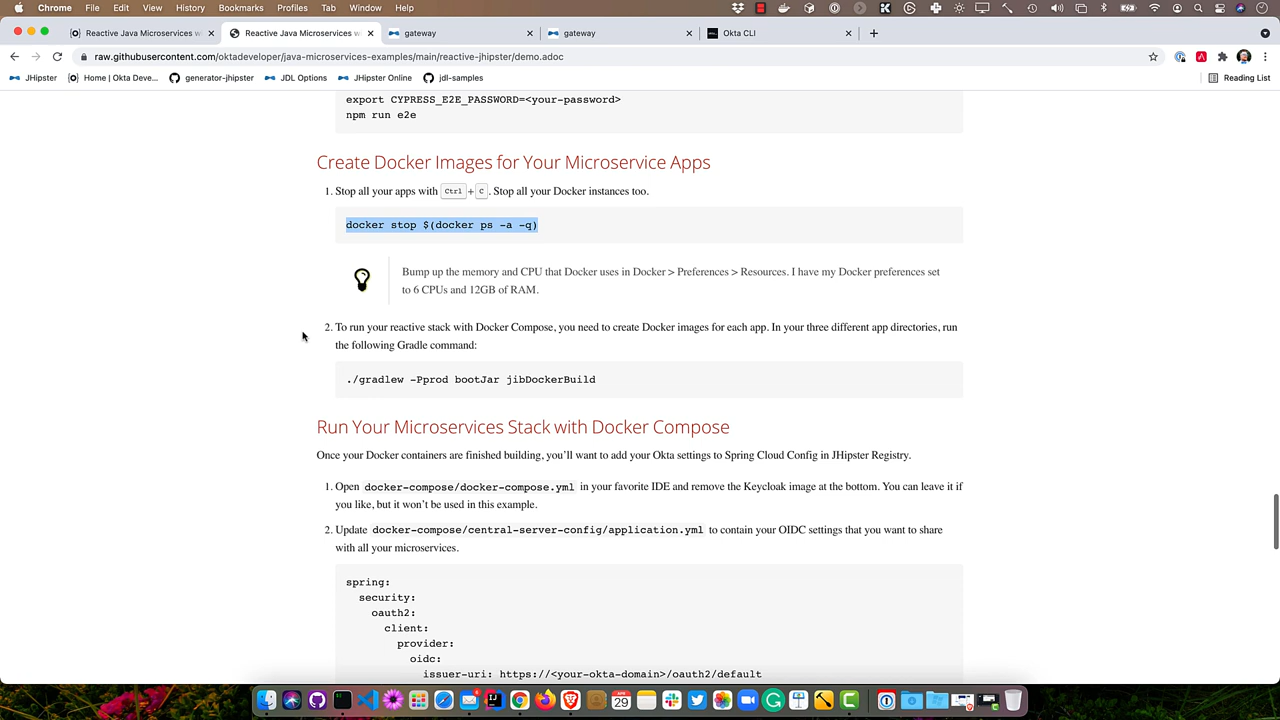 Chrome File Edit View History Bookmarks Profiles Tab Window Help
Reactive Java Microservices w × Reactive Java Microservices w × gateway × gateway × Okta CLI × +
raw.githubusercontent.com/oktadeveloper/java-microservices-examples/main/reactive-jhipster/demo.adoc
JHipster Home | Okta Deve... generator-jhipster JDL Options JHipster Online jdl-samples Reading List
export CYPRESS_E2E_PASSWORD=<your-password>
npm run e2e
Create Docker Images for Your Microservice Apps
1. Stop all your apps with Ctrl + C . Stop all your Docker instances too.
docker stop $(docker ps -a -q)
Bump up the memory and CPU that Docker uses in Docker > Preferences > Resources. I have my Docker preferences set
to 6 CPUs and 12GB of RAM.
2. To run your reactive stack with Docker Compose, you need to create Docker images for each app. In your three different app directories, run
the following Gradle command:
./gradlew -Pprod bootJar jibDockerBuild
Run Your Microservices Stack with Docker Compose
Once your Docker containers are finished building, you’ll want to add your Okta settings to Spring Cloud Config in JHipster Registry.
1. Open docker-compose/docker-compose.yml in your favorite IDE and remove the Keycloak image at the bottom. You can leave it if
you like, but it won’t be used in this example.
2. Update docker-compose/central-server-config/application.yml to contain your OIDC settings that you want to share
with all your microservices.
spring:
security:
oauth2:
client:
provider:
oidc:
issuer-uri: https://<your-okta-domain>/oauth2/default
APR
29